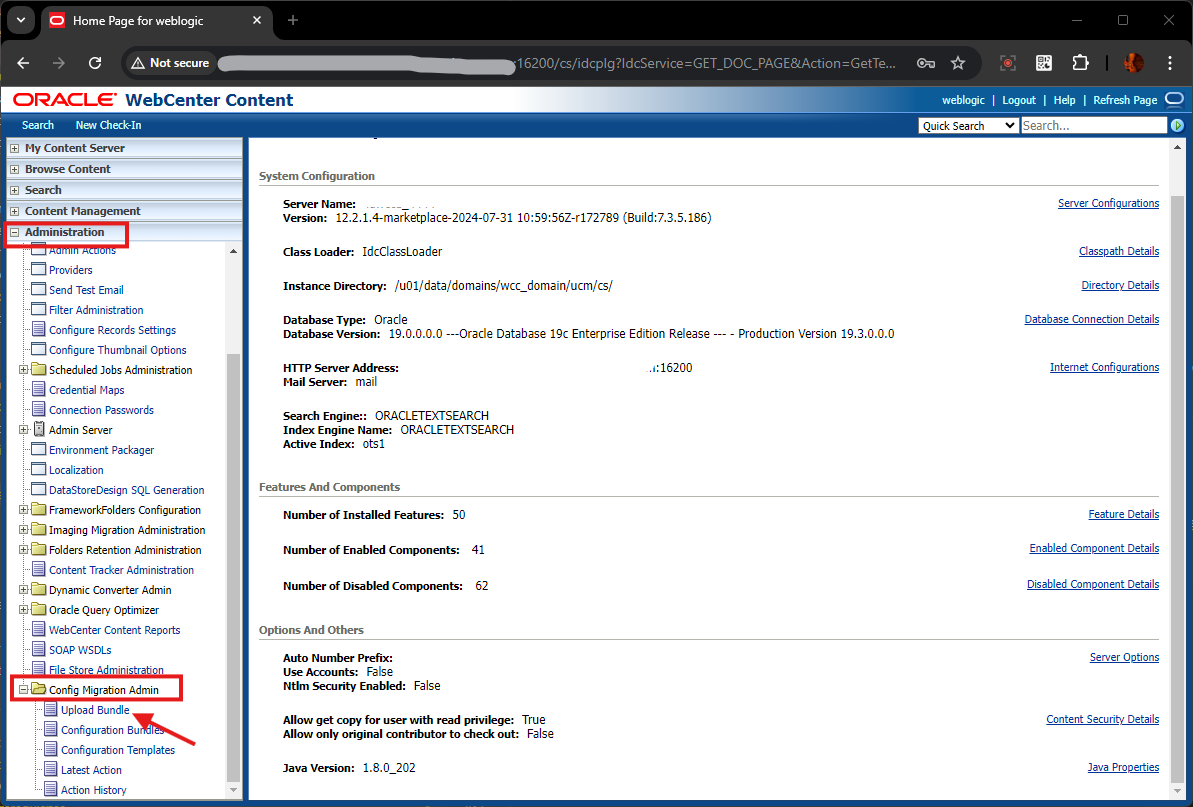 Home Page for weblogic
Not secure
:16200/cs/idcplg?IdcService=GET_DOC_PAGE&Action=GetTe...
ORACLE WebCenter Content
weblogic | Logout | Help | Refresh Page
Search New Check-In
Quick Search Search...
My Content Server
Browse Content
Search
Content Management
Administration
Admin Actions
Providers
Send Test Email
Filter Administration
Configure Records Settings
Configure Thumbnail Options
Scheduled Jobs Administration
Credential Maps
Connection Passwords
Admin Server
Environment Packager
Localization
DataStoreDesign SQL Generation
FrameworkFolders Configuration
Imaging Migration Administration
Folders Retention Administration
Content Tracker Administration
Dynamic Converter Admin
Oracle Query Optimizer
WebCenter Content Reports
SOAP WSDLs
File Store Administration
Config Migration Admin
Upload Bundle
Configuration Bundles
Configuration Templates
Latest Action
Action History
System Configuration
Server Name:
Server Configurations
Version: 12.2.1.4-marketplace-2024-07-31 10:59:56Z-r172789 (Build:7.3.5.186)
Class Loader: IdcClassLoader
Classpath Details
Instance Directory: /u01/data/domains/wcc_domain/ucm/cs/
Directory Details
Database Type: Oracle
Database Connection Details
Database Version: 19.0.0.0.0 ---Oracle Database 19c Enterprise Edition Release --- - Production Version 19.3.0.0.0
HTTP Server Address: :16200
Internet Configurations
Mail Server: mail
Search Engine:: ORACLETEXTSEARCH
Index Engine Name: ORACLETEXTSEARCH
Active Index: ots1
Features And Components
Number of Installed Features: 50
Feature Details
Number of Enabled Components: 41
Enabled Component Details
Number of Disabled Components: 62
Disabled Component Details
Options And Others
Auto Number Prefix:
Server Options
Use Accounts: False
Ntlm Security Enabled: False
Allow get copy for user with read privilege: True
Content Security Details
Allow only original contributor to check out: False
Java Version: 1.8.0_202
Java Properties